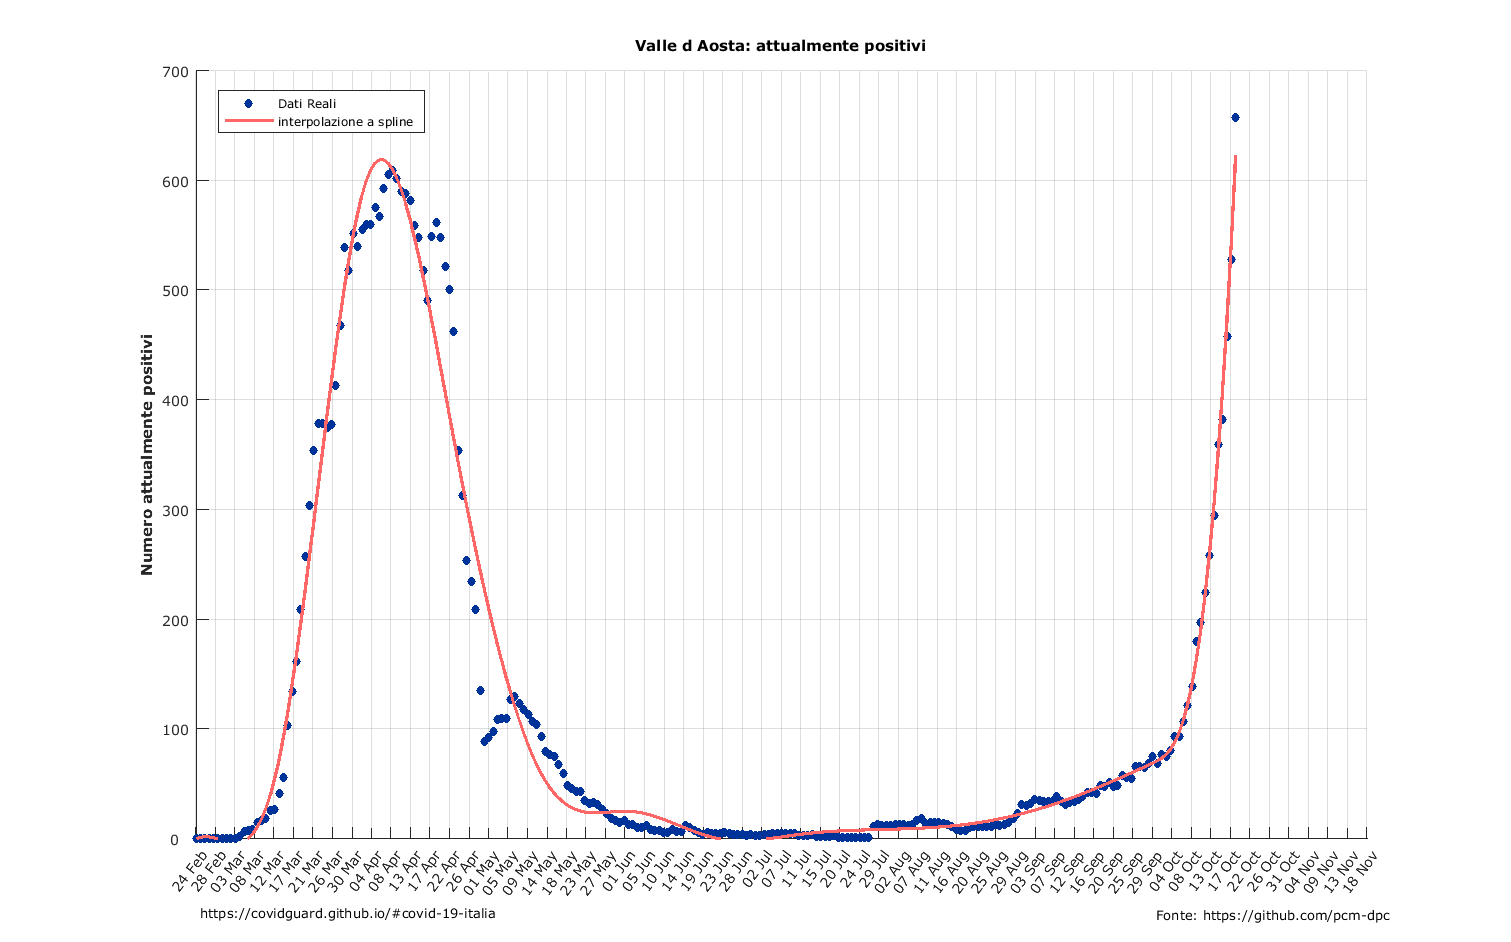 Valle d Aosta: attualmente positivi
700
Dati Reali
interpolazione a spline
600
500
400
300
200
100
0
Numero attualmente positivi
24 Feb
28 Feb
03 Mar
08 Mar
12 Mar
17 Mar
21 Mar
26 Mar
30 Mar
04 Apr
08 Apr
13 Apr
17 Apr
22 Apr
26 Apr
01 May
05 May
09 May
14 May
18 May
23 May
27 May
01 Jun
05 Jun
10 Jun
14 Jun
19 Jun
23 Jun
28 Jun
02 Jul
07 Jul
11 Jul
15 Jul
20 Jul
24 Jul
29 Jul
02 Aug
07 Aug
11 Aug
16 Aug
20 Aug
25 Aug
29 Aug
03 Sep
07 Sep
12 Sep
16 Sep
20 Sep
25 Sep
29 Sep
04 Oct
08 Oct
13 Oct
17 Oct
22 Oct
26 Oct
31 Oct
04 Nov
09 Nov
13 Nov
18 Nov
https://covidguard.github.io/#covid-19-italia
Fonte: https://github.com/pcm-dpc